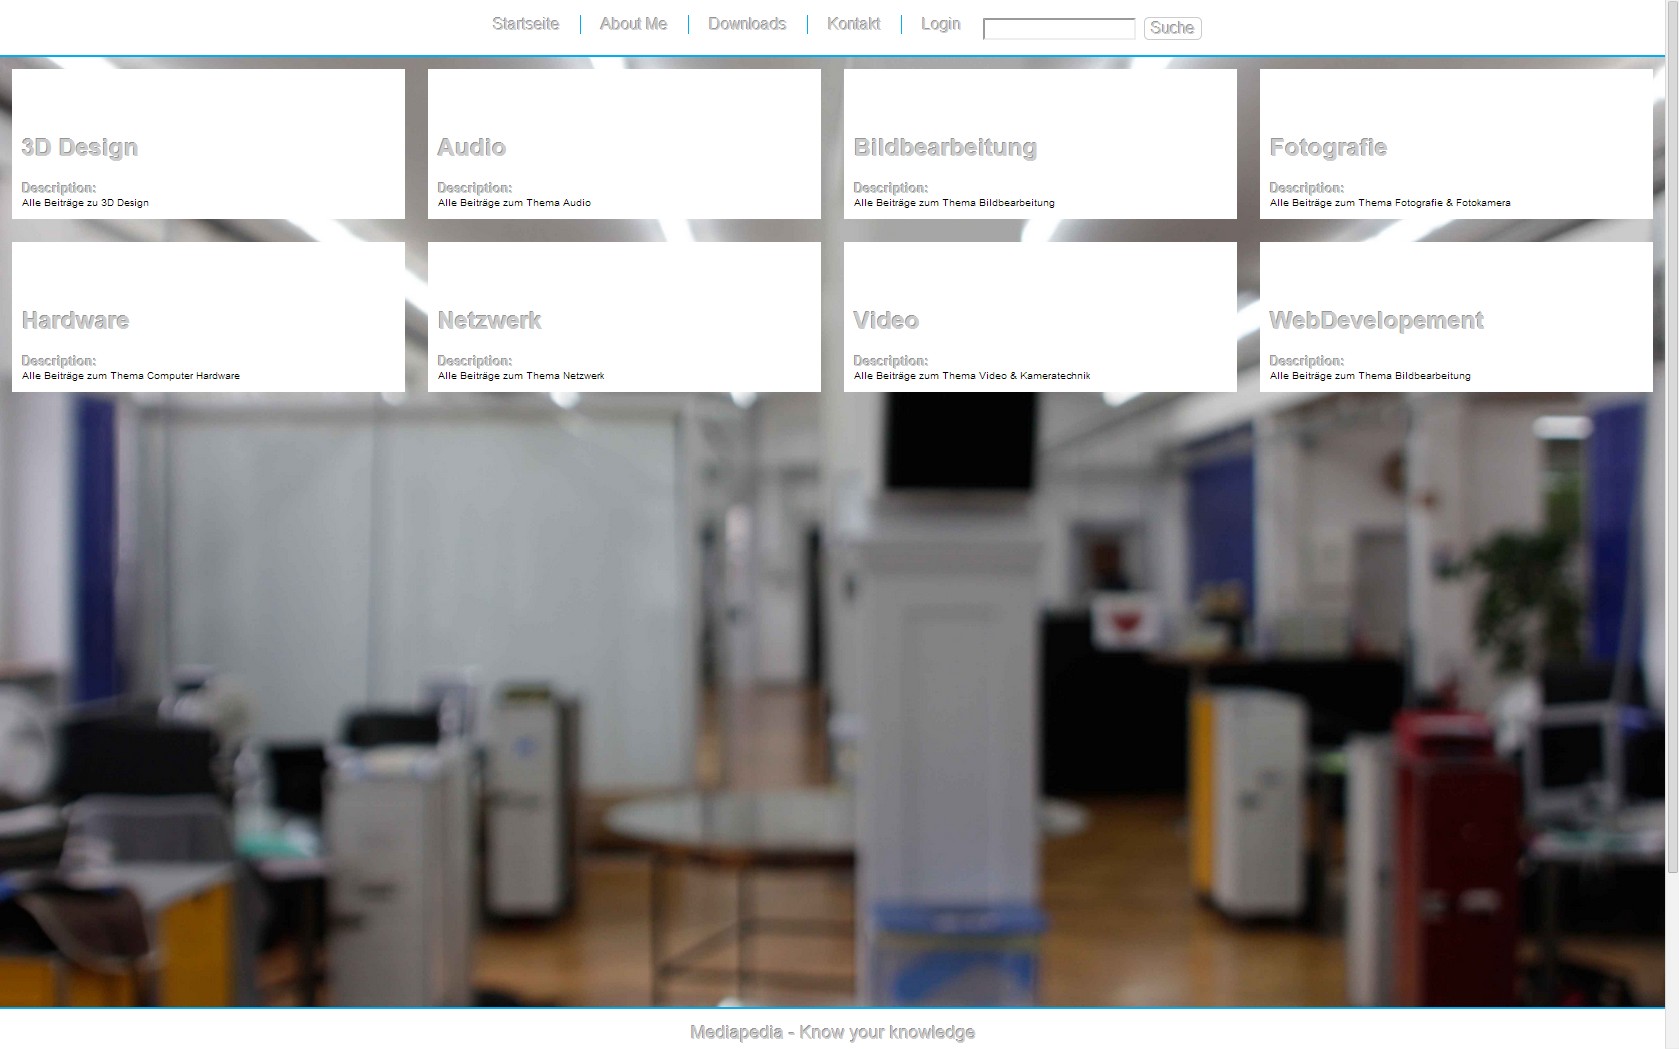 Startseite About Me Downloads Kontakt Login Suche
3D Design
Description:
Alle Beiträge zu 3D Design
Audio
Description:
Alle Beiträge zum Thema Audio
Bildbearbeitung
Description:
Alle Beiträge zum Thema Bildbearbeitung
Fotografie
Description:
Alle Beiträge zum Thema Fotografie & Fotokamera
Hardware
Description:
Alle Beiträge zum Thema Computer Hardware
Netzwerk
Description:
Alle Beiträge zum Thema Netzwerk
Video
Description:
Alle Beiträge zum Thema Video & Kameratechnik
WebDevelopement
Description:
Alle Beiträge zum Thema Bildbearbeitung
Mediapedia - Know your knowledge